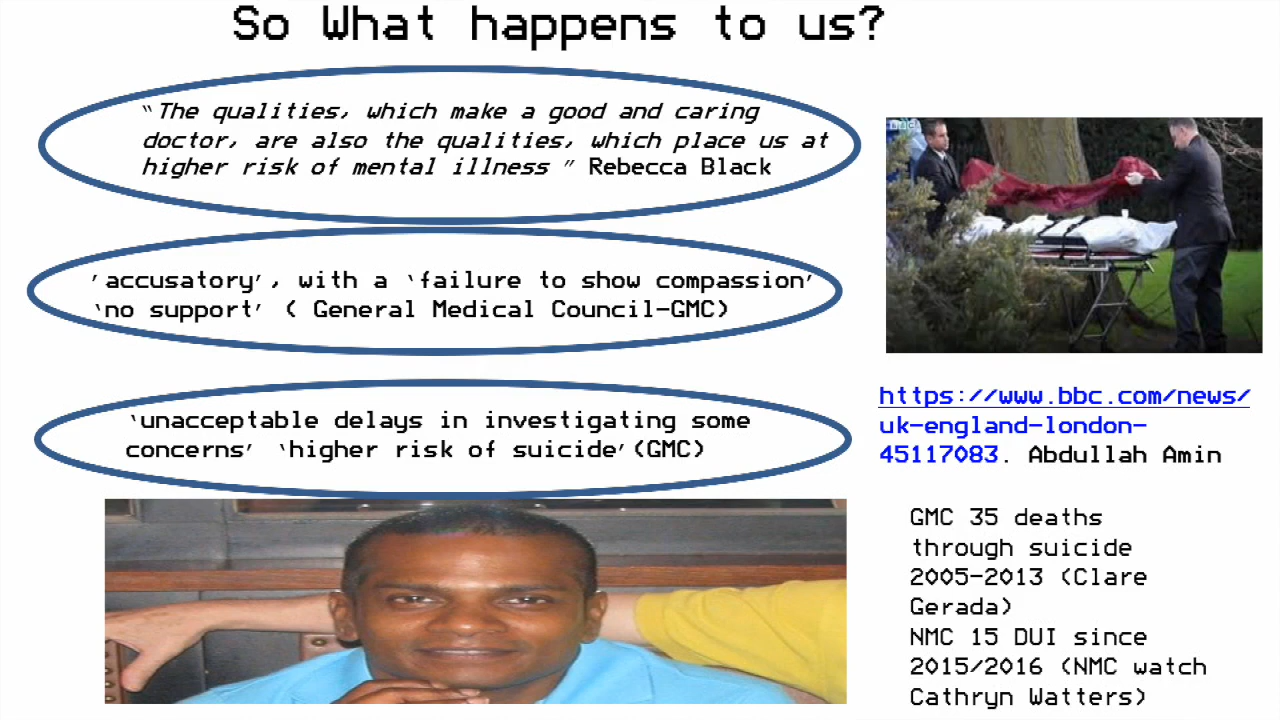 So What happens to us?
“The qualities, which make a good and caring
doctor, are also the qualities, which place us at
higher risk of mental illness ” Rebecca Black
’accusatory’, with a ‘failure to show compassion’
‘no support’ ( General Medical Council-GMC)
‘unacceptable delays in investigating some
concerns’ ‘higher risk of suicide’(GMC)
https://www.bbc.com/news/
uk-england-london-
45117083. Abdullah Amin
GMC 35 deaths
through suicide
2005-2013 (Clare
Gerada)
NMC 15 DUI since
2015/2016 (NMC watch
Cathryn Watters)